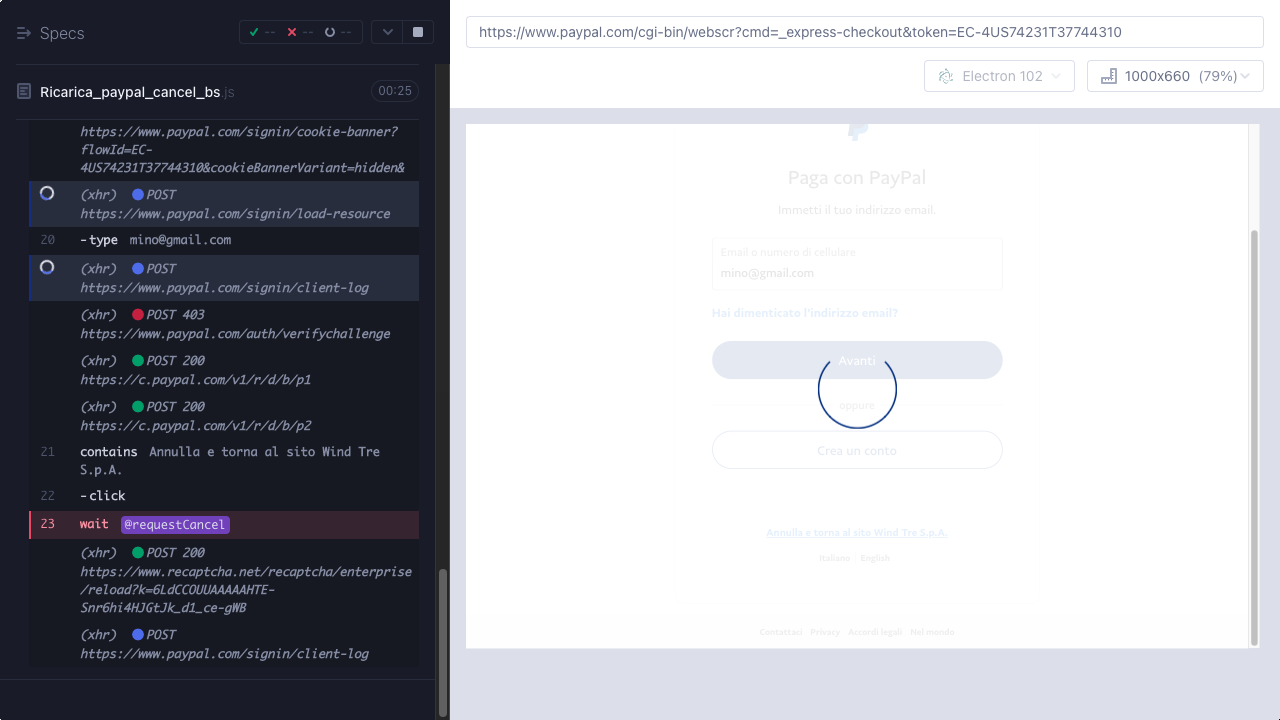 Specs
-- -- --
Ricarica_paypal_cancel_bs.js
00:25
https://www.paypal.com/signin/cookie-banner?
flowId=EC-
4US74231T37744310&cookieBannerVariant=hidden&
(xhr) POST
https://www.paypal.com/signin/load-resource
20 -type mino@gmail.com
(xhr) POST
https://www.paypal.com/signin/client-log
(xhr) POST 403
https://www.paypal.com/auth/verifychallenge
(xhr) POST 200
https://c.paypal.com/v1/r/d/b/p1
(xhr) POST 200
https://c.paypal.com/v1/r/d/b/p2
21 contains Annulla e torna al sito Wind Tre
S.p.A.
22 -click
23 wait @requestCancel
(xhr) POST 200
https://www.recaptcha.net/recaptcha/enterprise
/reload?k=6LdCCOUUAAAAAHTE-
Snr6hi4HJGtJk_d1_ce-gWB
(xhr) POST
https://www.paypal.com/signin/client-log
https://www.paypal.com/cgi-bin/webscr?cmd=_express-checkout&token=EC-4US74231T37744310
Electron 102
1000x660 (79%)
Paga con PayPal
Immetti il tuo indirizzo email.
Email o numero di cellulare
mino@gmail.com
Hai dimenticato l'indirizzo email?
Avanti
oppure
Crea un conto
Annulla e torna al sito Wind Tre S.p.A.
Italiano | English
Contattaci Privacy Accordi legali Nel mondo